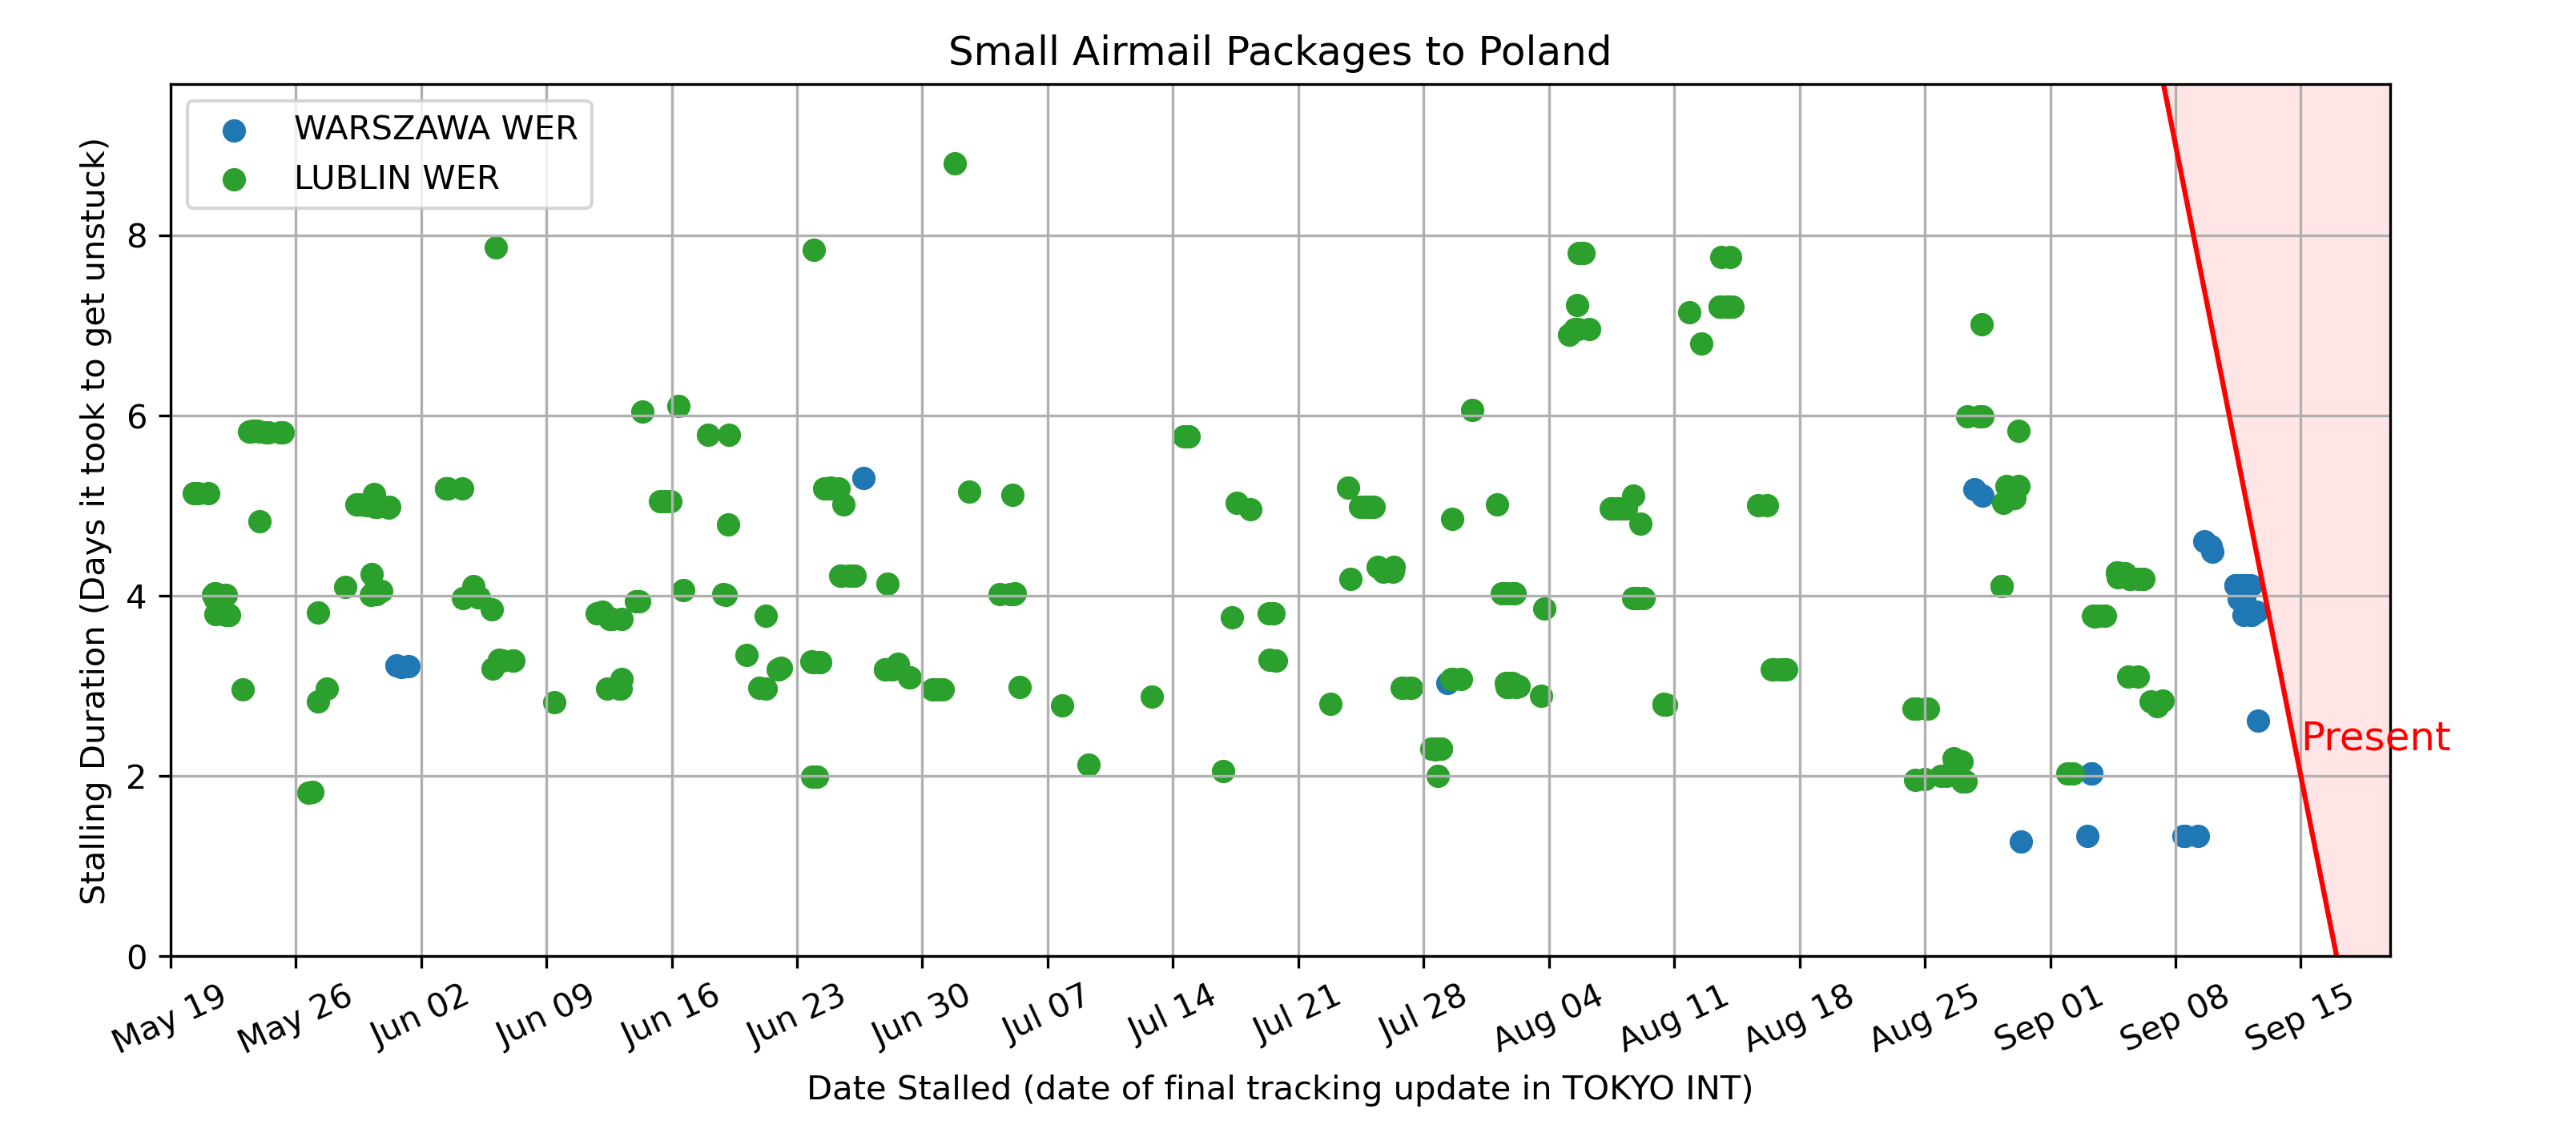 Small Airmail Packages to Poland
WARSZAWA WER
LUBLIN WER
Stalling Duration (Days it took to get unstuck)
8
6
4
2
0
Present
May 19
May 26
Jun 02
Jun 09
Jun 16
Jun 23
Jun 30
Jul 07
Jul 14
Jul 21
Jul 28
Aug 04
Aug 11
Aug 18
Aug 25
Sep 01
Sep 08
Sep 15
Date Stalled (date of final tracking update in TOKYO INT)